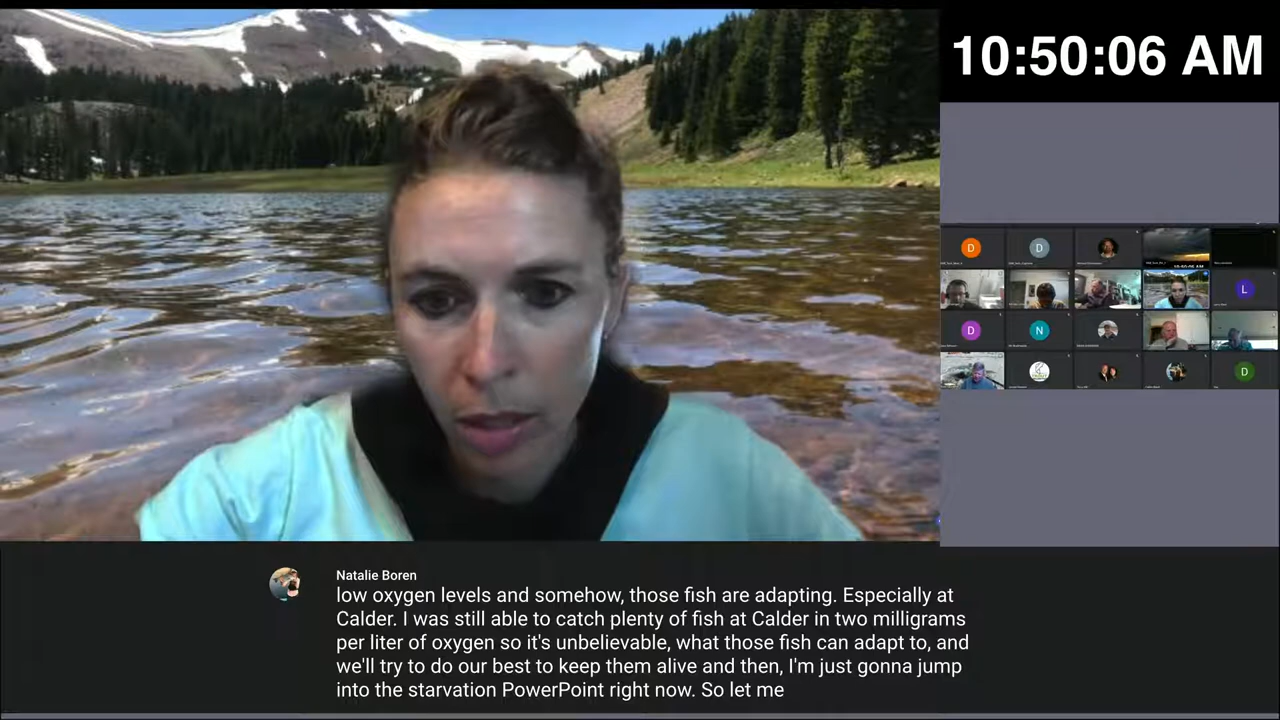 10:50:06 AM
D
D
L
D
N
D
Natalie Boren
low oxygen levels and somehow, those fish are adapting. Especially at
Calder. I was still able to catch plenty of fish at Calder in two milligrams
per liter of oxygen so it's unbelievable, what those fish can adapt to, and
we'll try to do our best to keep them alive and then, I'm just gonna jump
into the starvation PowerPoint right now. So let me